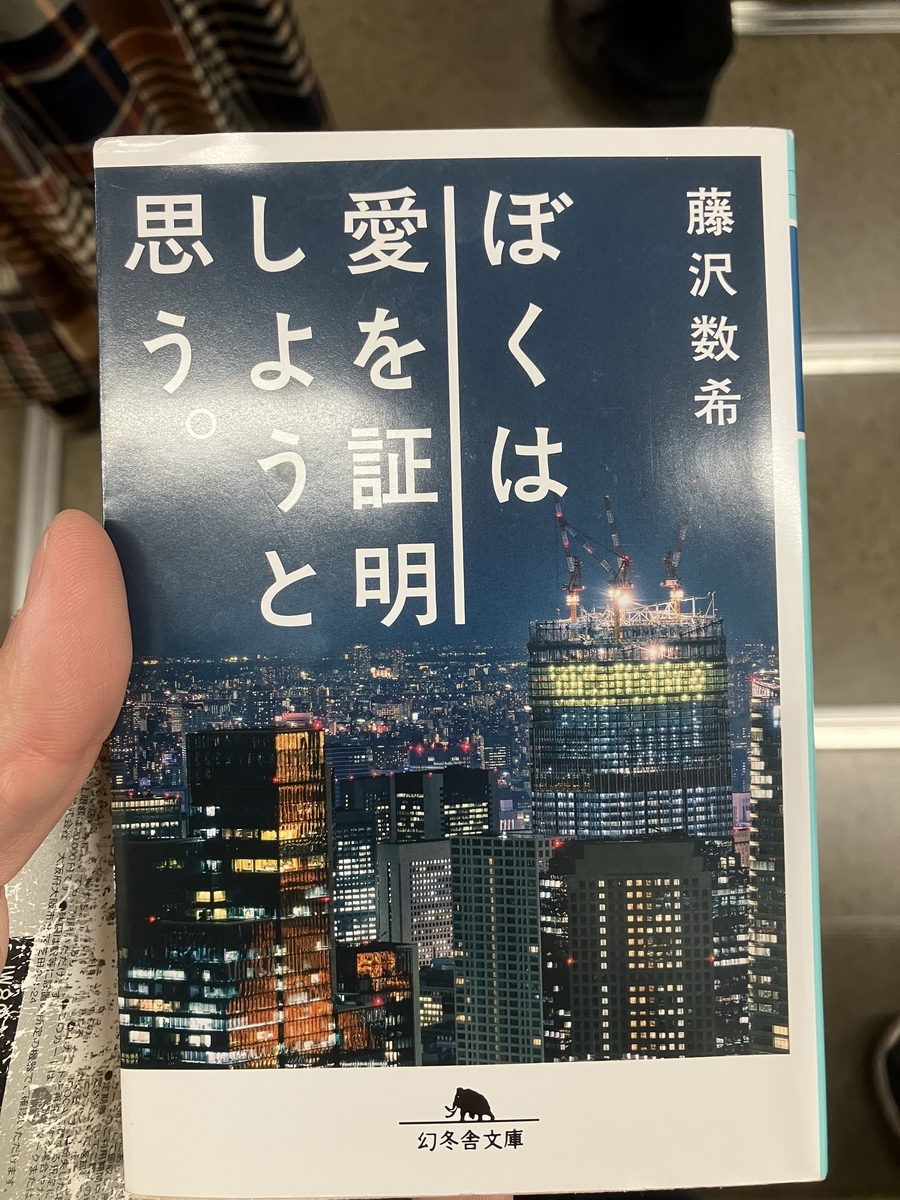 藤沢数希
ぼくは
愛を証明
しようと
思う。
幻冬舎文庫